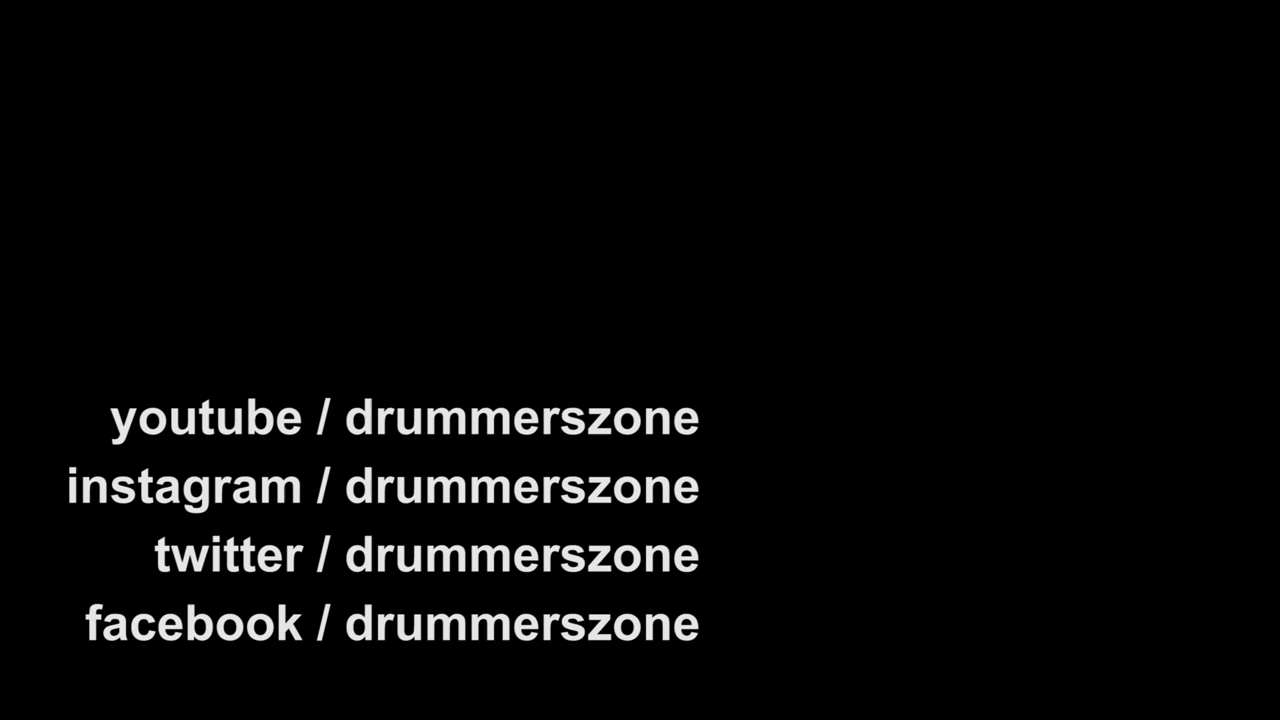 youtube / drummerszone
instagram / drummerszone
twitter / drummerszone
facebook / drummerszone